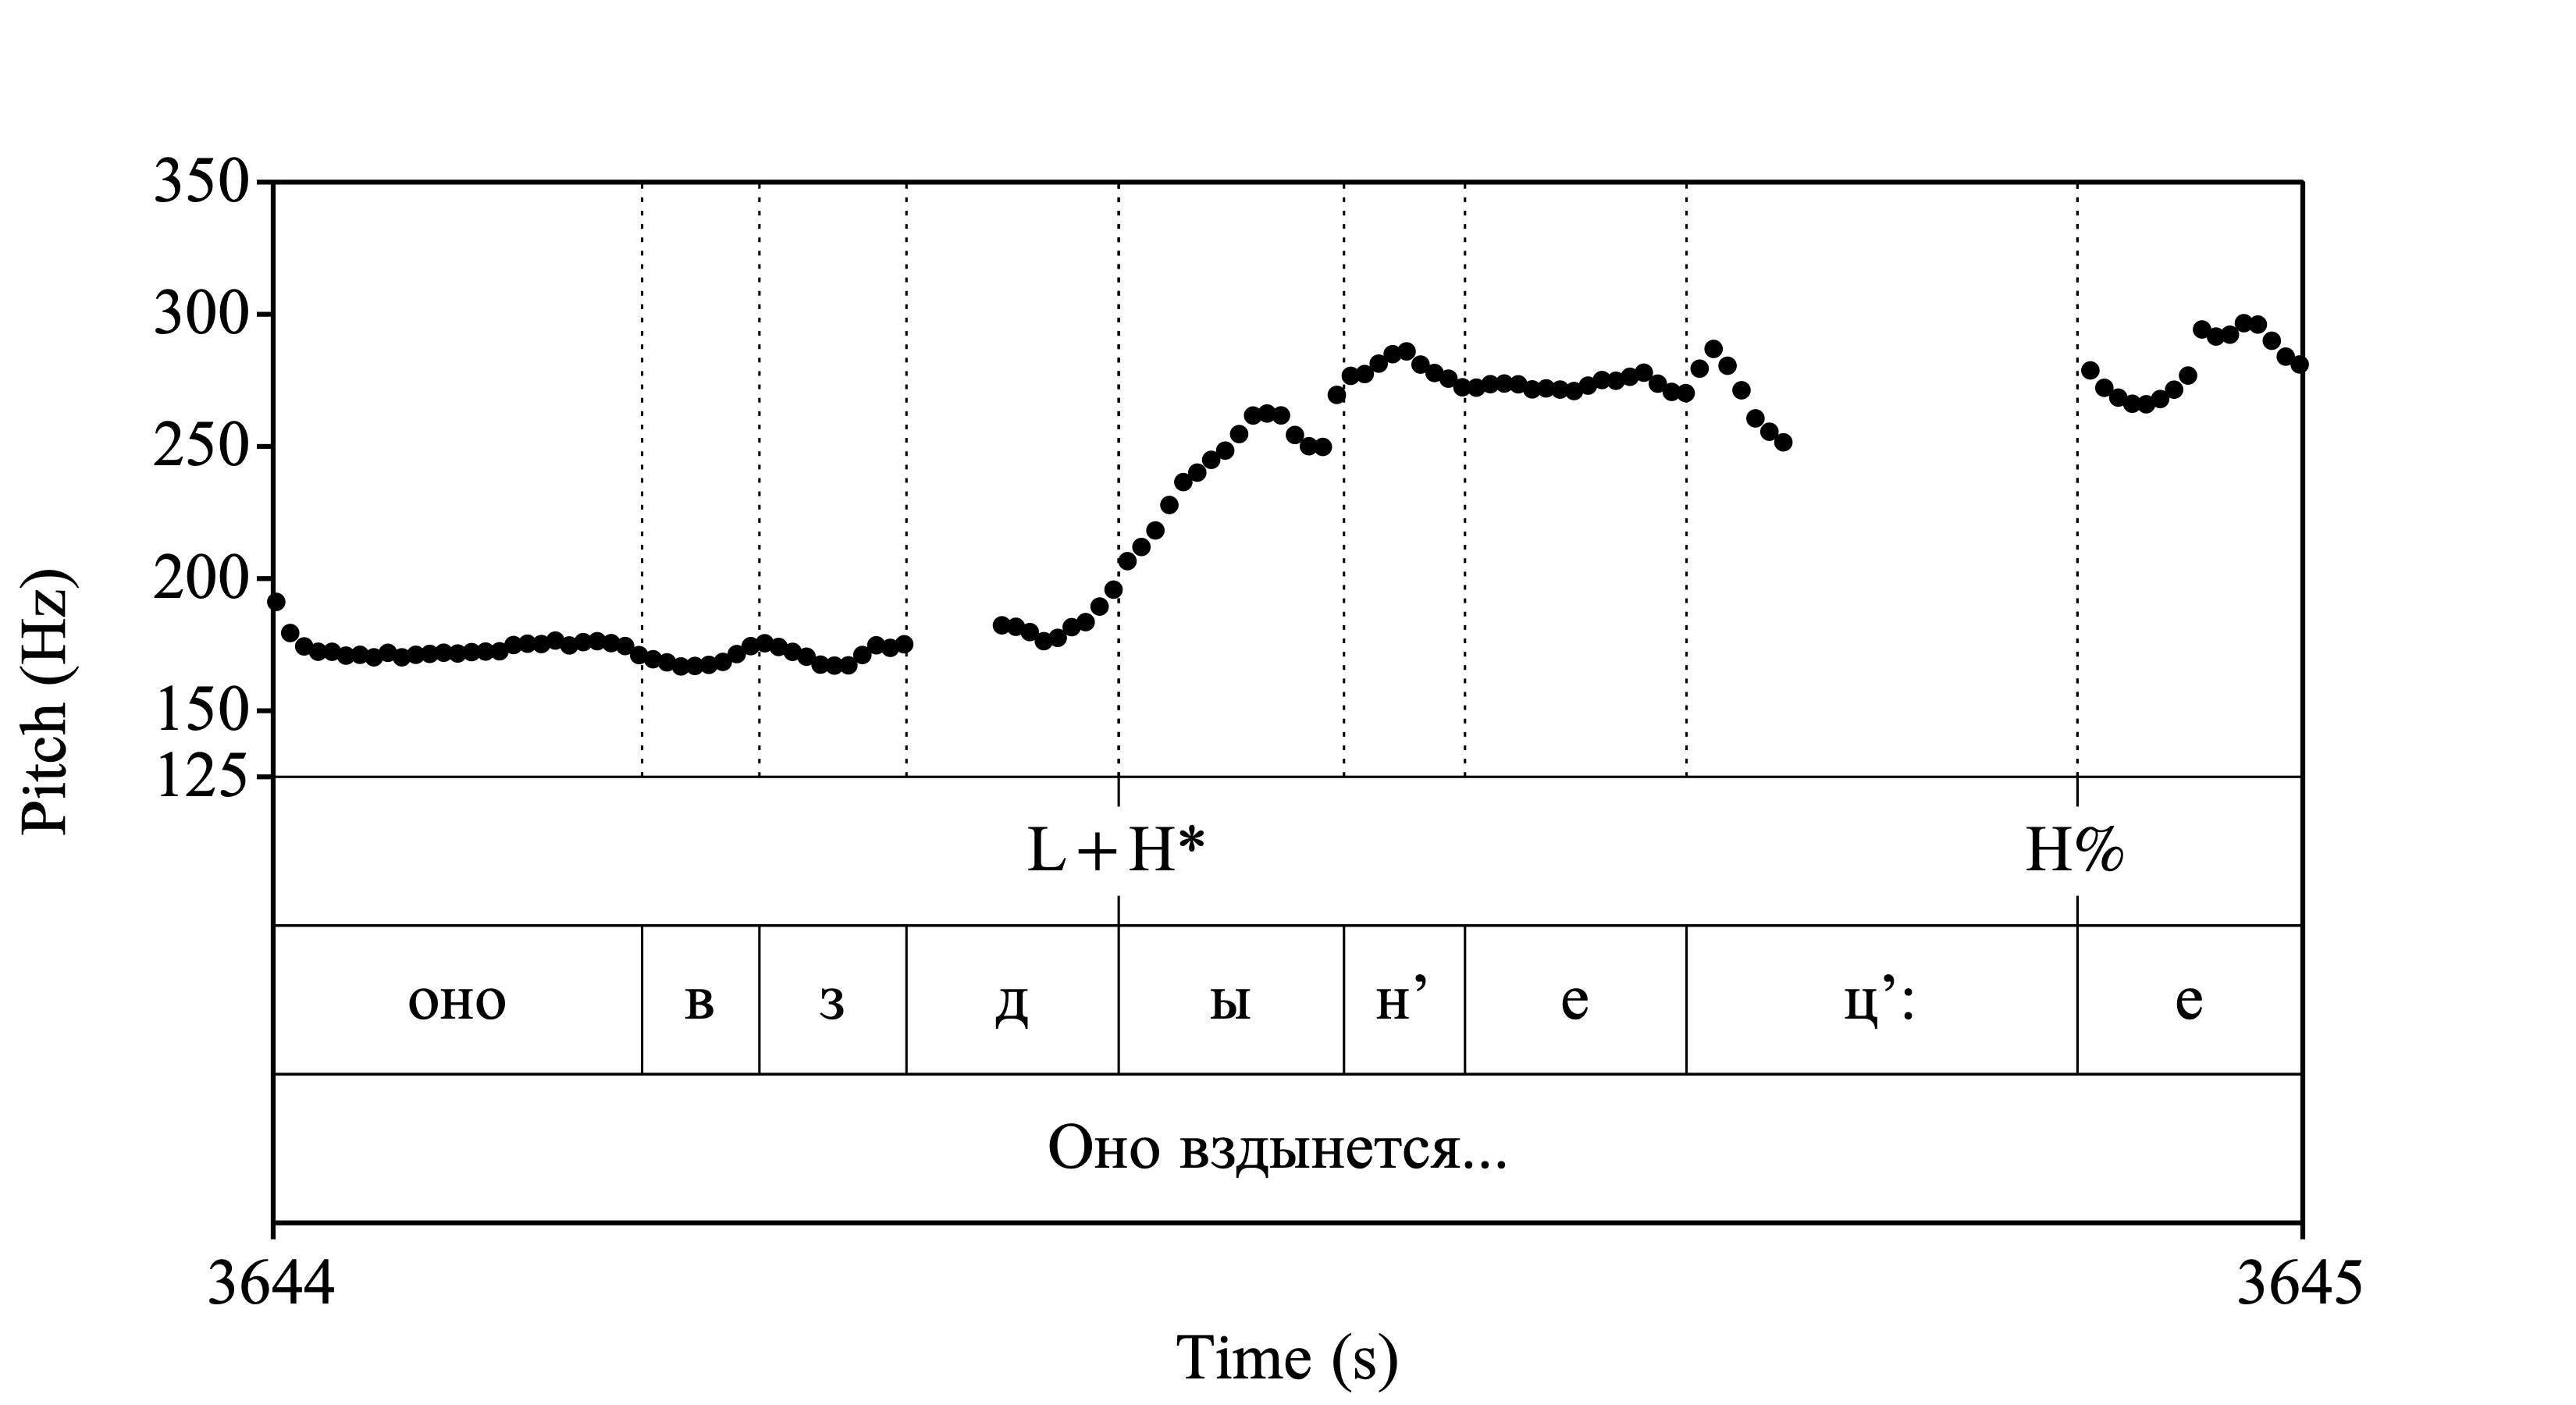 350
300
250
200
150
125
Pitch (Hz)
L+H* H%
оно в з д ы н’ е ц’: е
Оно вздынется...
3644 3645
Time (s)